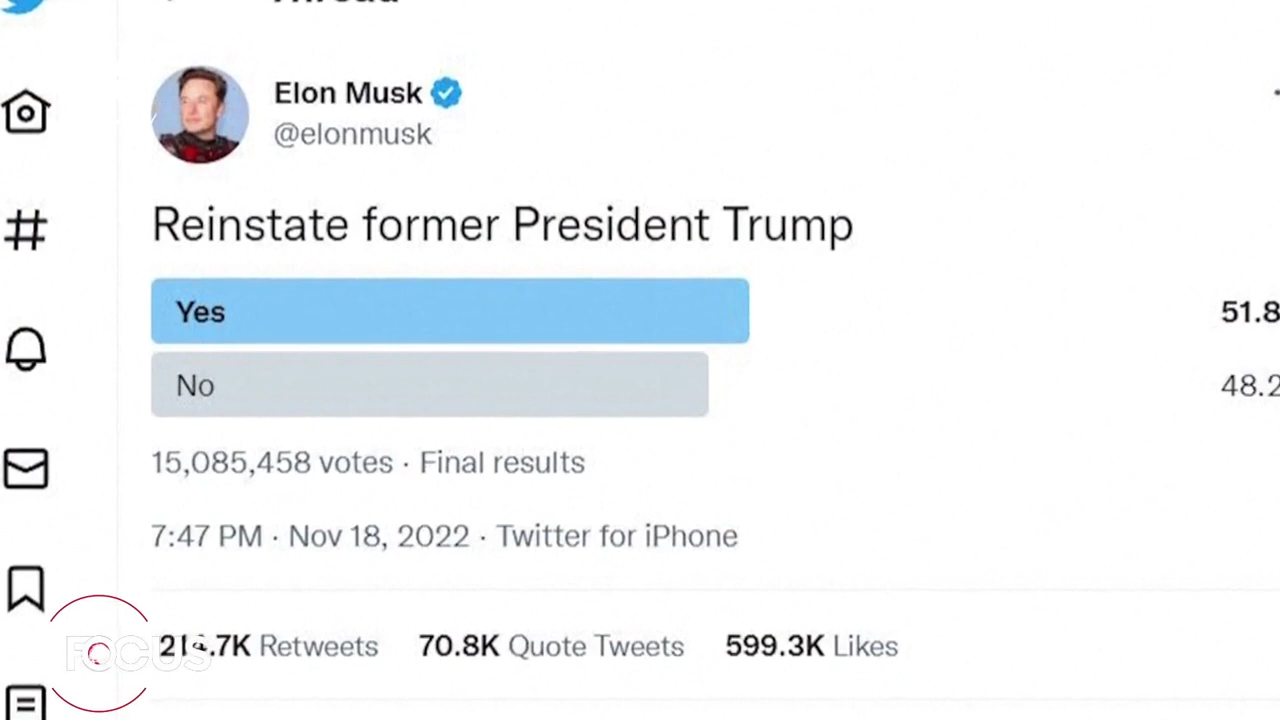 Elon Musk
@elonmusk
Reinstate former President Trump
Yes 51.8
No 48.2
15,085,458 votes · Final results
7:47 PM · Nov 18, 2022 · Twitter for iPhone
Retweets 70.8K Quote Tweets 599.3K Likes
FOCUS